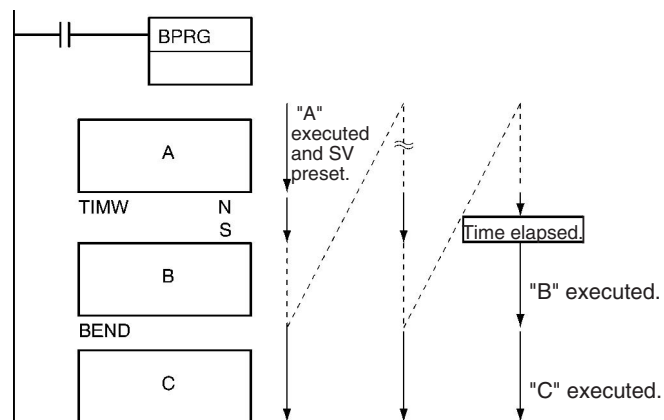 BPRG
"A"
executed
and SV
preset.
A
TIMW N
S
Time elapsed.
B
"B" executed.
BEND
C
"C" executed.